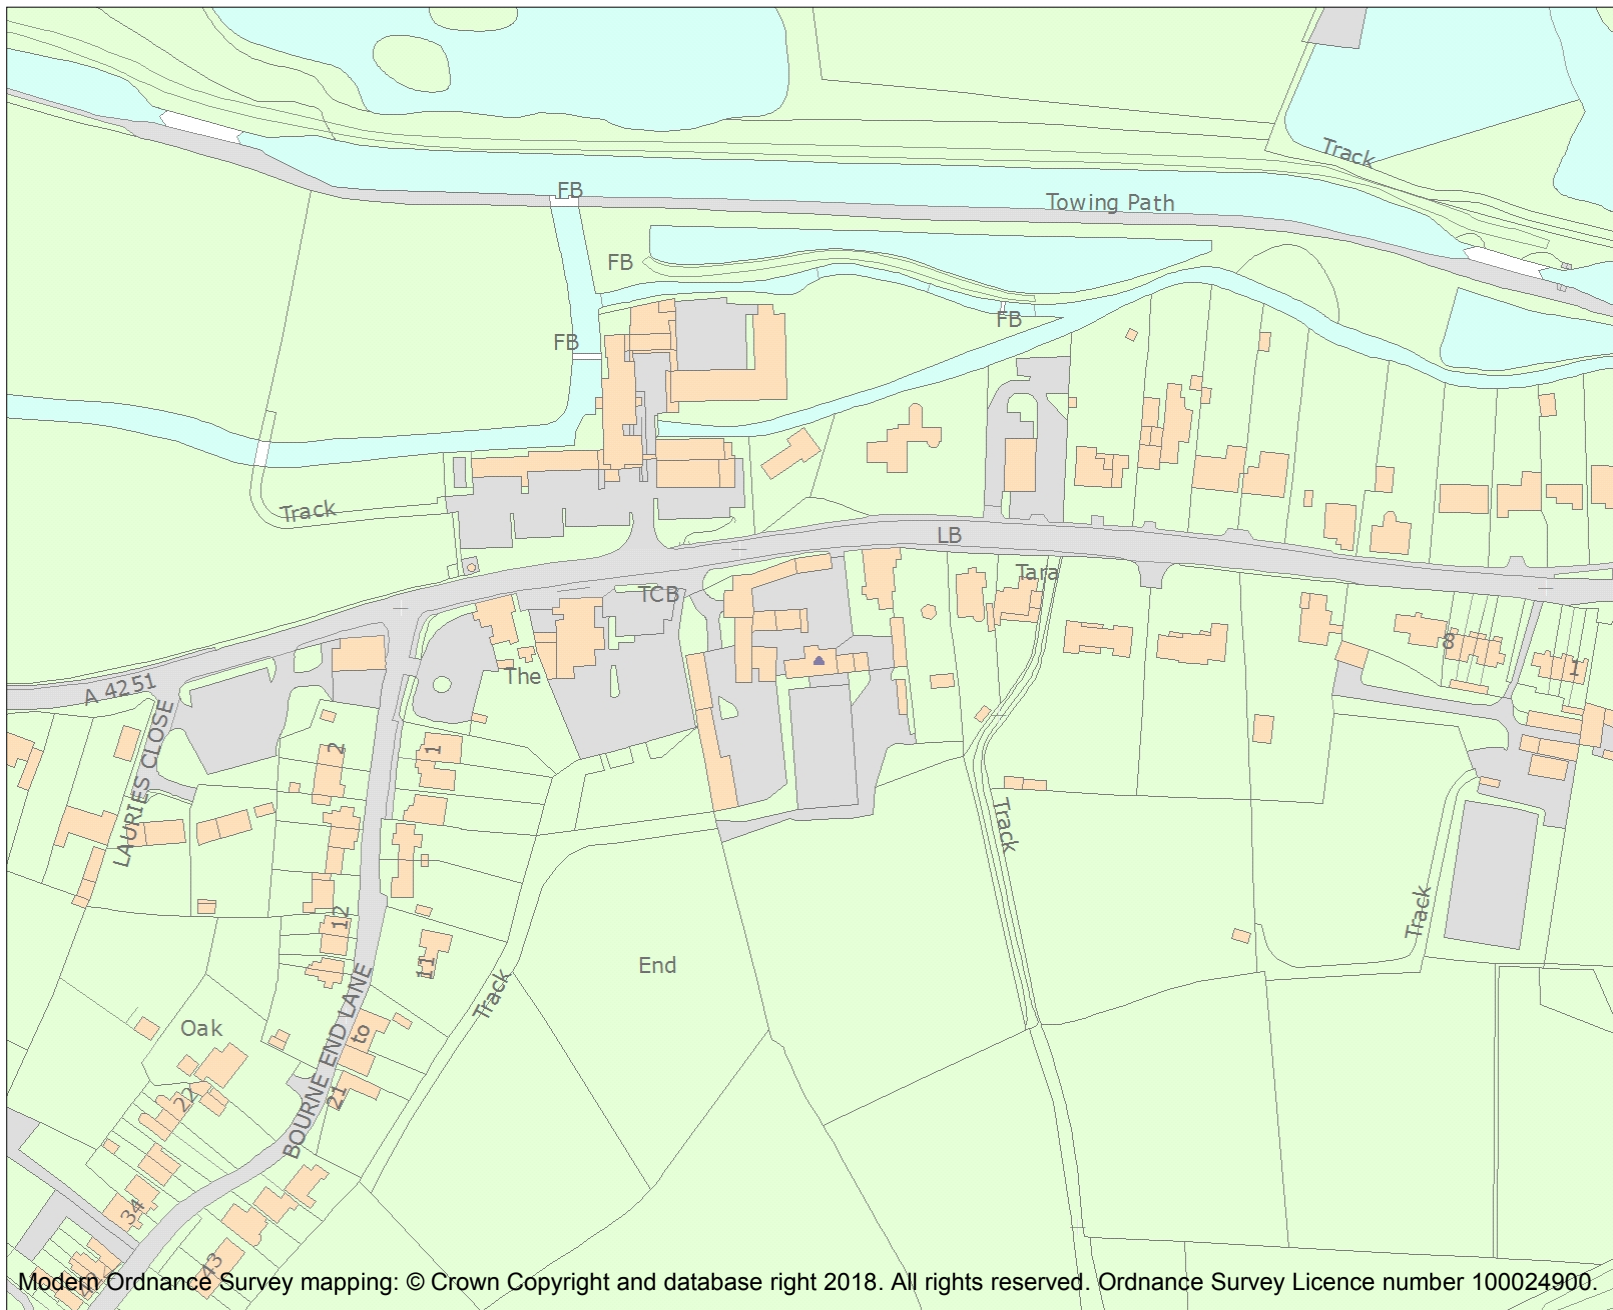 Track
FB
Towing Path
FB
FB
FB
Track
LB
Tara
TCB
8
1
The
A 4251
LAURIES CLOSE
2
1
Track
12
11
Track
End
Track
Oak
to
BOURNE END LANE
22
21
34
43
Modern Ordnance Survey mapping: © Crown Copyright and database right 2018. All rights reserved. Ordnance Survey Licence number 100024900.